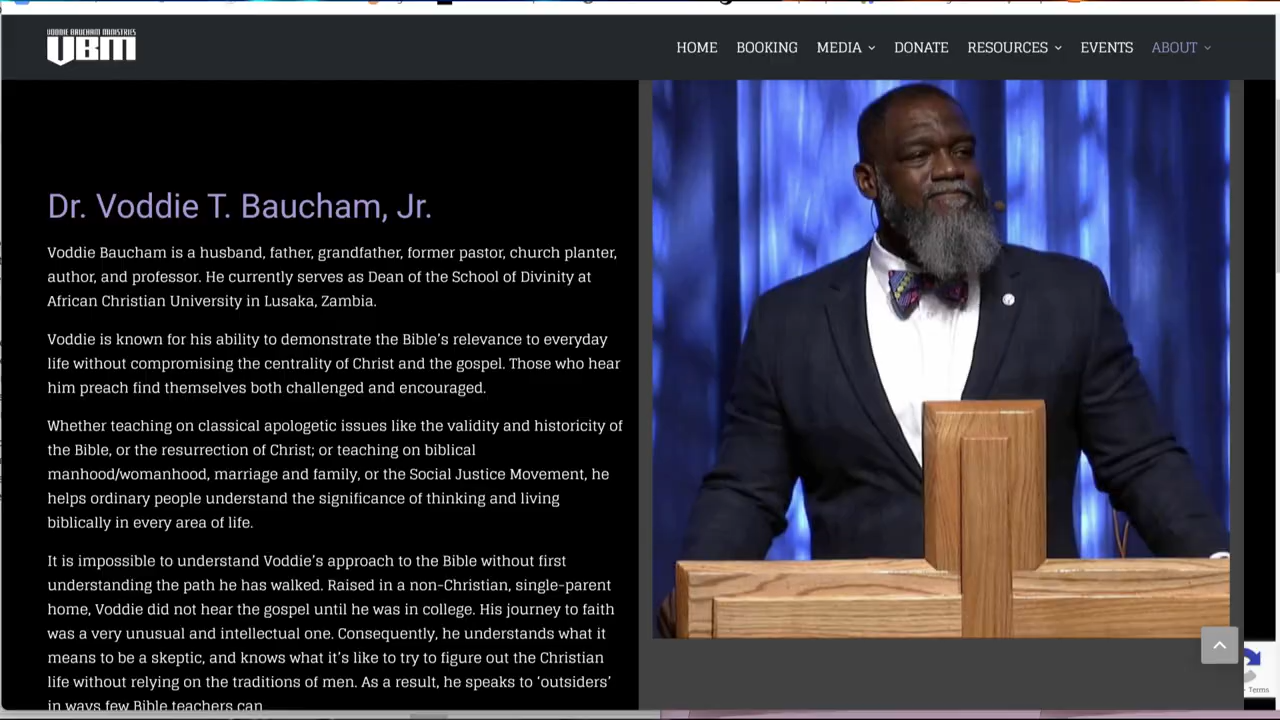 VODDIE BAUCHAM MINISTRIES
VBM
HOME BOOKING MEDIA DONATE RESOURCES EVENTS ABOUT
Dr. Voddie T. Baucham, Jr.
Voddie Baucham is a husband, father, grandfather, former pastor, church planter,
author, and professor. He currently serves as Dean of the School of Divinity at
African Christian University in Lusaka, Zambia.
Voddie is known for his ability to demonstrate the Bible’s relevance to everyday
life without compromising the centrality of Christ and the gospel. Those who hear
him preach find themselves both challenged and encouraged.
Whether teaching on classical apologetic issues like the validity and historicity of
the Bible, or the resurrection of Christ; or teaching on biblical
manhood/womanhood, marriage and family, or the Social Justice Movement, he
helps ordinary people understand the significance of thinking and living
biblically in every area of life.
It is impossible to understand Voddie’s approach to the Bible without first
understanding the path he has walked. Raised in a non-Christian, single-parent
home, Voddie did not hear the gospel until he was in college. His journey to faith
was a very unusual and intellectual one. Consequently, he understands what it
means to be a skeptic, and knows what it’s like to try to figure out the Christian
life without relying on the traditions of men. As a result, he speaks to ‘outsiders’
in ways few Bible teachers can
- Terms